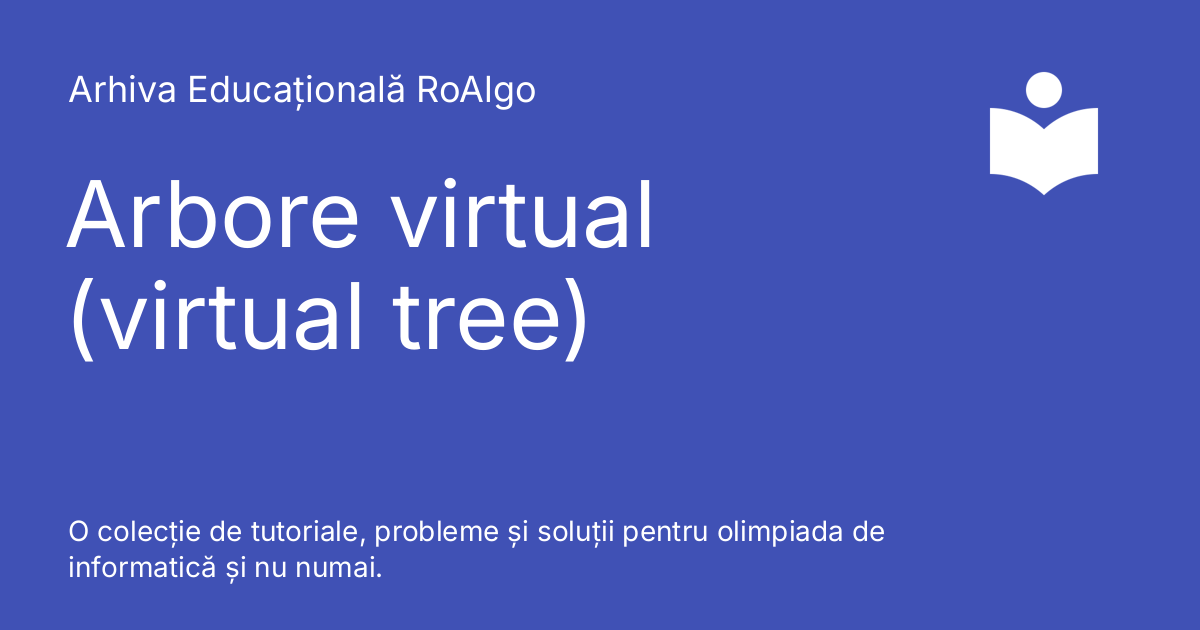 Arhiva Educațională RoAlgo
Arbore virtual
(virtual tree)
O colecție de tutoriale, probleme și soluții pentru olimpiada de
informatică și nu numai.